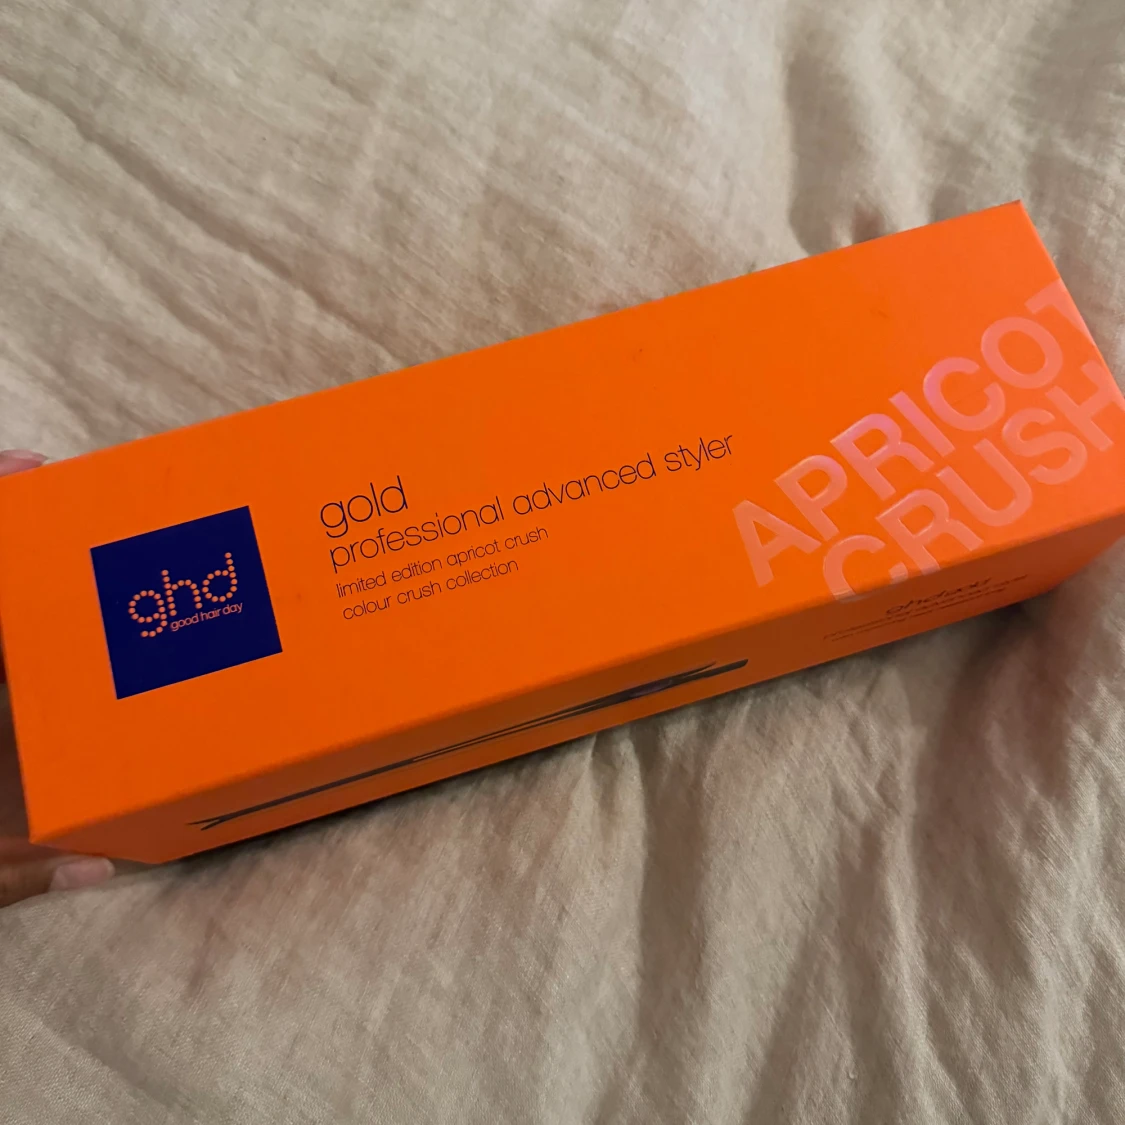 ghd
good hair day
gold
professional advanced styler
limited edition apricot crush
colour crush collection
APRICOT
CRUSH